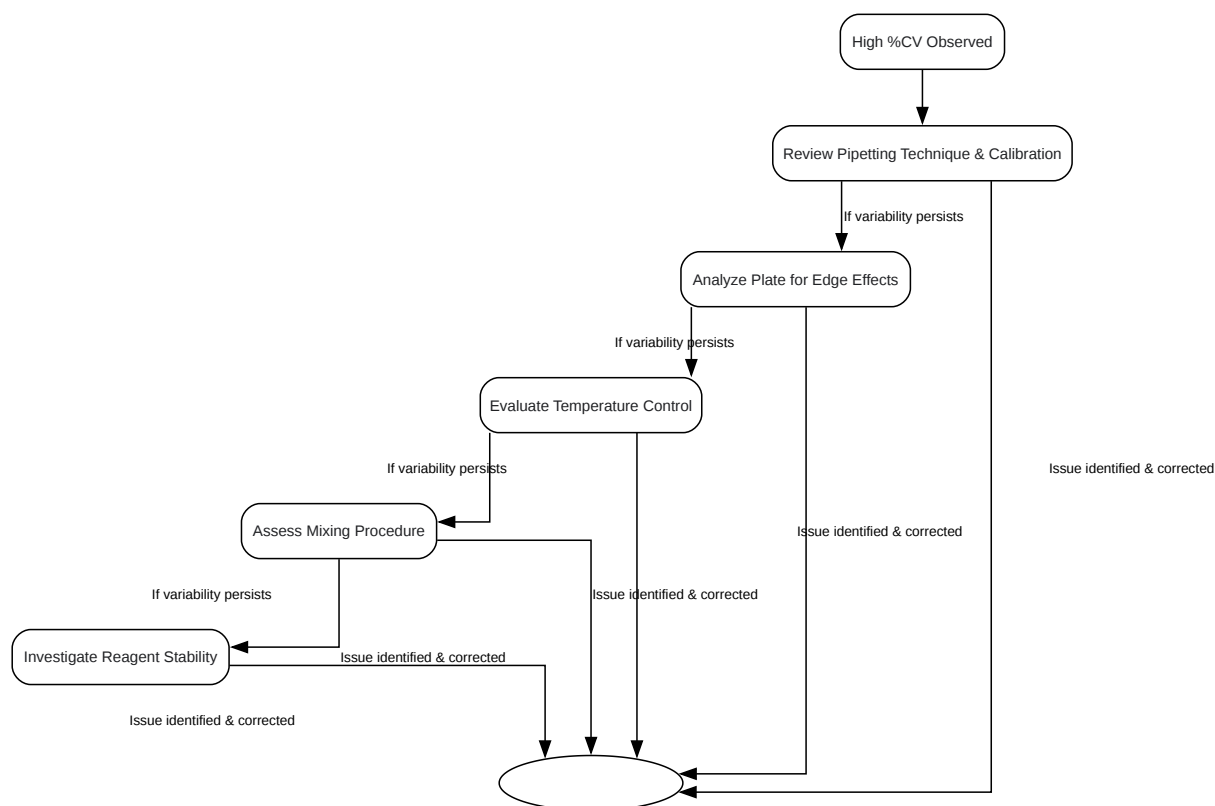 High %CV Observed
Review Pipetting Technique & Calibration
If variability persists
Analyze Plate for Edge Effects
If variability persists
Evaluate Temperature Control
If variability persists
Issue identified & corrected
Assess Mixing Procedure
Issue identified & corrected
If variability persists
Issue identified & corrected
Investigate Reagent Stability
Issue identified & corrected
Issue identified & corrected